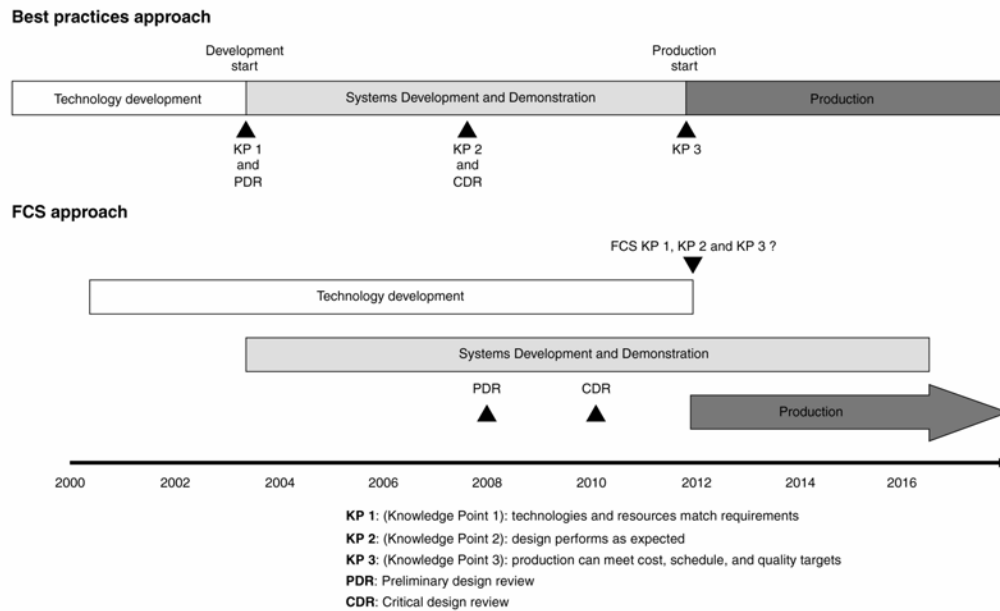 Best practices approach
Development
start
Production
start
Technology development
Systems Development and Demonstration
Production
KP 1
and
PDR
KP 2
and
CDR
KP 3
FCS approach
FCS KP 1, KP 2 and KP 3 ?
Technology development
Systems Development and Demonstration
PDR
CDR
Production
2000 2002 2004 2006 2008 2010 2012 2014 2016
KP 1: (Knowledge Point 1): technologies and resources match requirements
KP 2: (Knowledge Point 2): design performs as expected
KP 3: (Knowledge Point 3): production can meet cost, schedule, and quality targets
PDR: Preliminary design review
CDR: Critical design review